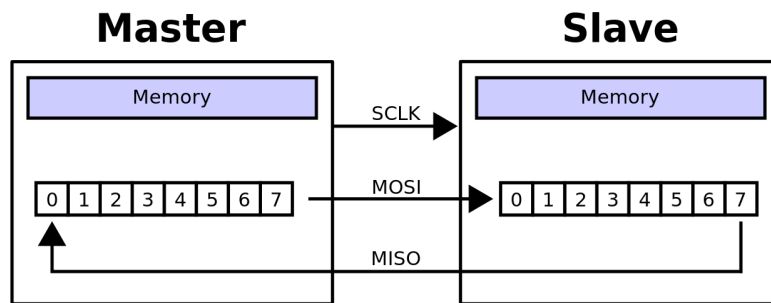 Master Slave
Memory SCLK Memory
0 1 2 3 4 5 6 7 MOSI 0 1 2 3 4 5 6 7
MISO